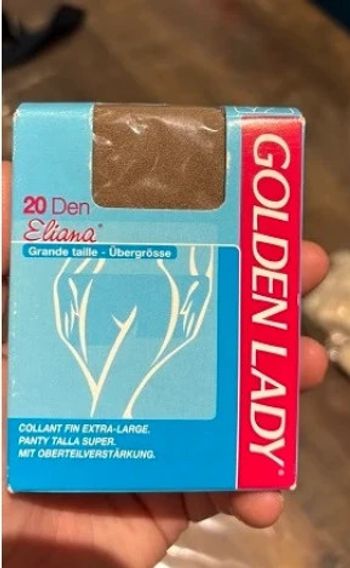 20 Den
Eliana®
Grande taille - Übergrösse
GOLDEN LADY®
COLLANT FIN EXTRA-LARGE.
PANTY TALLA SUPER.
MIT OBERTEILVERSTÄRKUNG.